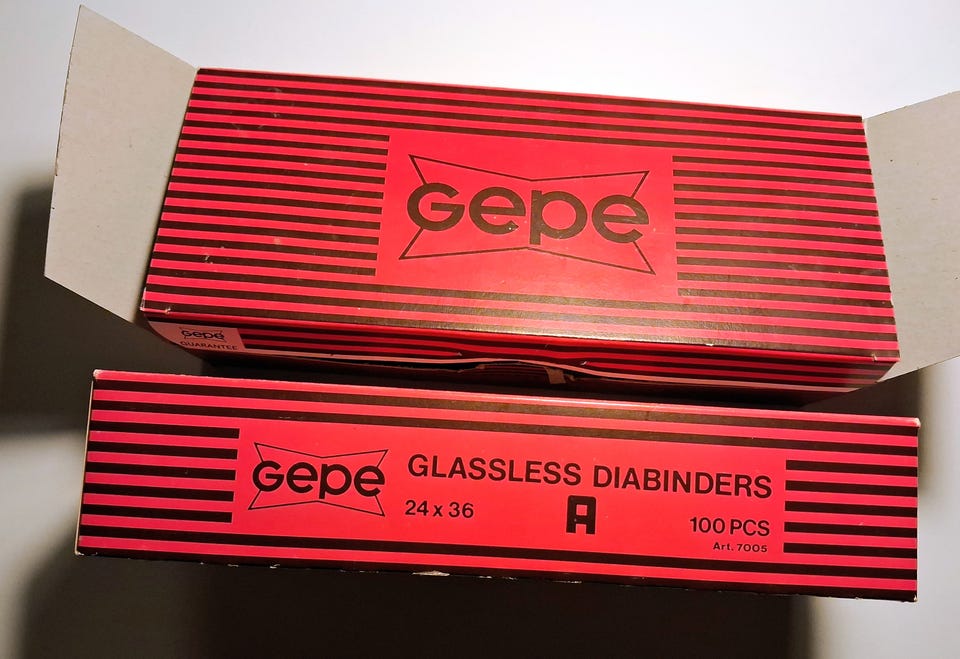 Gepe
Gepe
GUARANTEE
Gepe
GLASSLESS DIABINDERS
24 x 36
A
100 PCS
Art. 7005